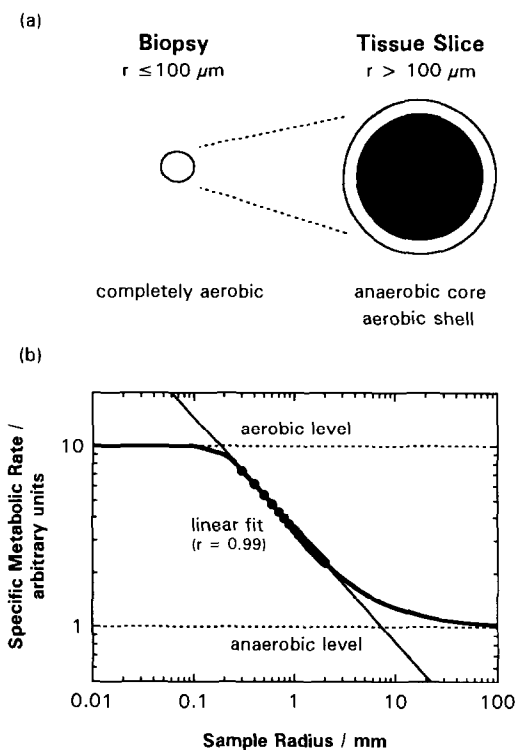 (a)
Biopsy
r ≤100 μm
Tissue Slice
r > 100 μm
completely aerobic
anaerobic core
aerobic shell
(b)
Specific Metabolic Rate /
arbitrary units
10
1
aerobic level
linear fit
(r = 0.99)
anaerobic level
0.01
0.1
1
10
100
Sample Radius / mm